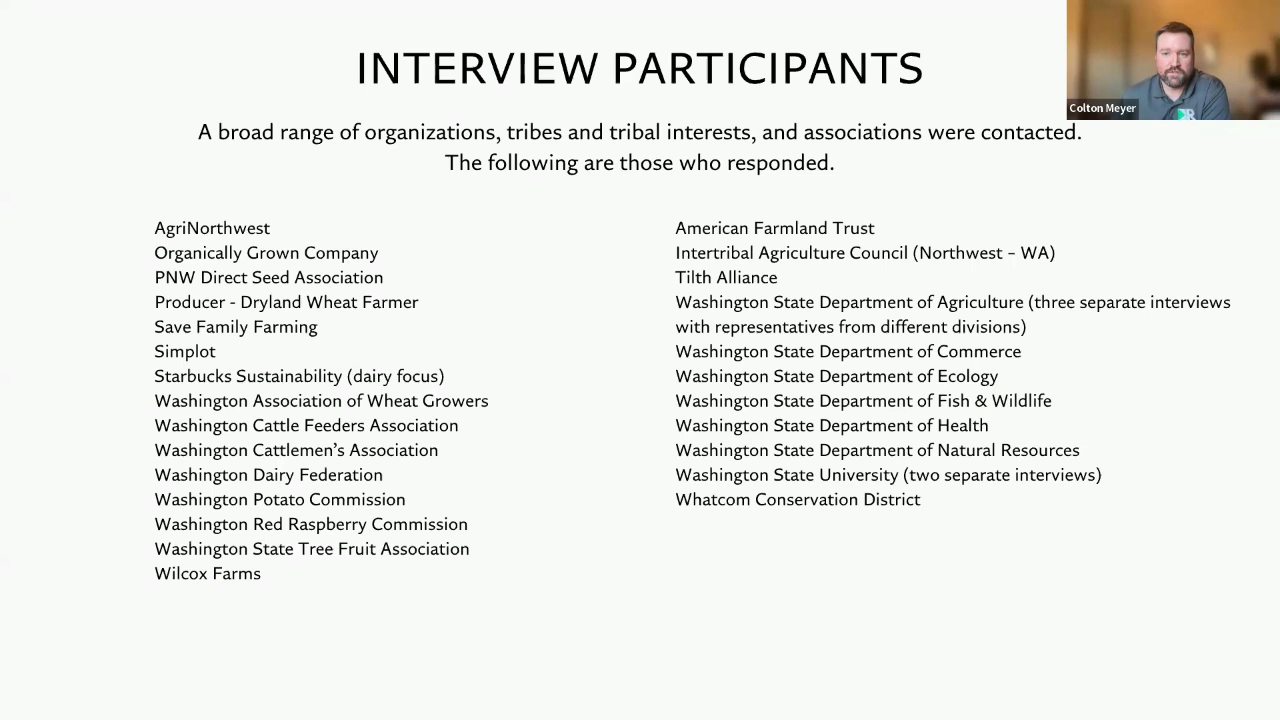 INTERVIEW PARTICIPANTS
Colton Meyer
A broad range of organizations, tribes and tribal interests, and associations were contacted.
The following are those who responded.
AgriNorthwest
Organically Grown Company
PNW Direct Seed Association
Producer - Dryland Wheat Farmer
Save Family Farming
Simplot
Starbucks Sustainability (dairy focus)
Washington Association of Wheat Growers
Washington Cattle Feeders Association
Washington Cattlemen’s Association
Washington Dairy Federation
Washington Potato Commission
Washington Red Raspberry Commission
Washington State Tree Fruit Association
Wilcox Farms
American Farmland Trust
Intertribal Agriculture Council (Northwest – WA)
Tilth Alliance
Washington State Department of Agriculture (three separate interviews
with representatives from different divisions)
Washington State Department of Commerce
Washington State Department of Ecology
Washington State Department of Fish & Wildlife
Washington State Department of Health
Washington State Department of Natural Resources
Washington State University (two separate interviews)
Whatcom Conservation District